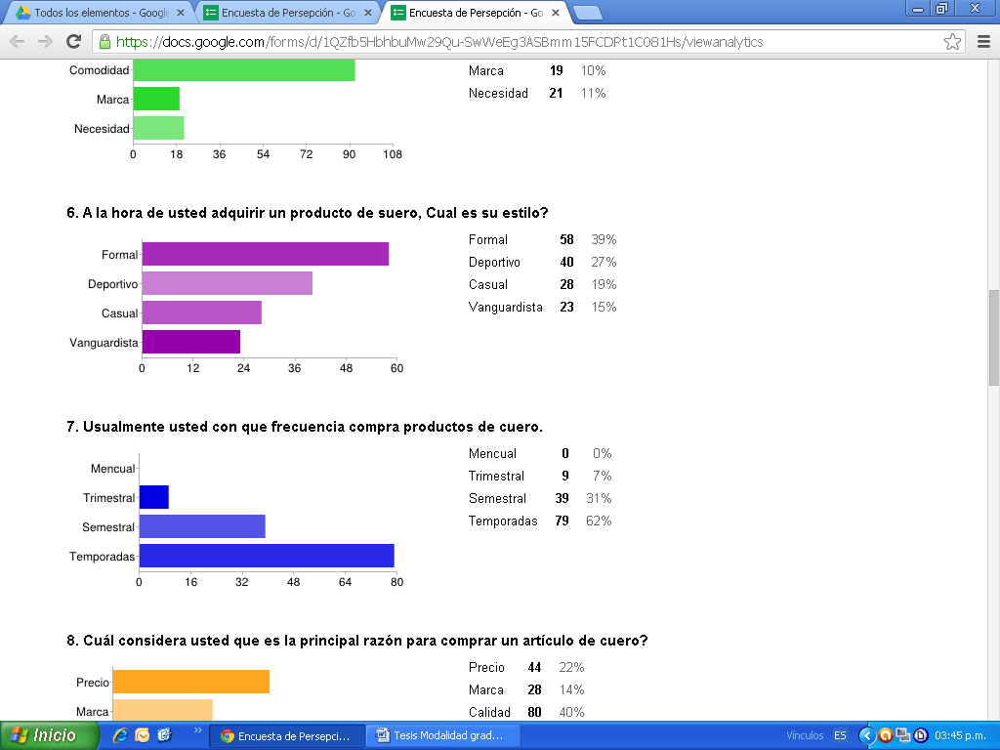 Todos los elementos - Google
Encuesta de Persepción - Go
Encuesta de Persepción - Go
https://docs.google.com/forms/d/1QZfb5HbhbuMw29Qu-SwWeEg3ASBmm15FCDPt1C081Hs/viewanalytics
Comodidad
Marca
Necesidad
0 18 36 54 72 90 108
Marca 19 10%
Necesidad 21 11%
6. A la hora de usted adquirir un producto de suero, Cual es su estilo?
Formal
Deportivo
Casual
Vanguardista
0 12 24 36 48 60
Formal 58 39%
Deportivo 40 27%
Casual 28 19%
Vanguardista 23 15%
7. Usualmente usted con que frecuencia compra productos de cuero.
Mencual
Trimestral
Semestral
Temporadas
0 16 32 48 64 80
Mencual 0 0%
Trimestral 9 7%
Semestral 39 31%
Temporadas 79 62%
8. Cuál considera usted que es la principal razón para comprar un artículo de cuero?
Precio
Marca
Precio 44 22%
Marca 28 14%
Calidad 80 40%
Inicio
Encuesta de Persepci...
Tesis Modalidad grad...
Vínculos
ES
03:45 p.m.